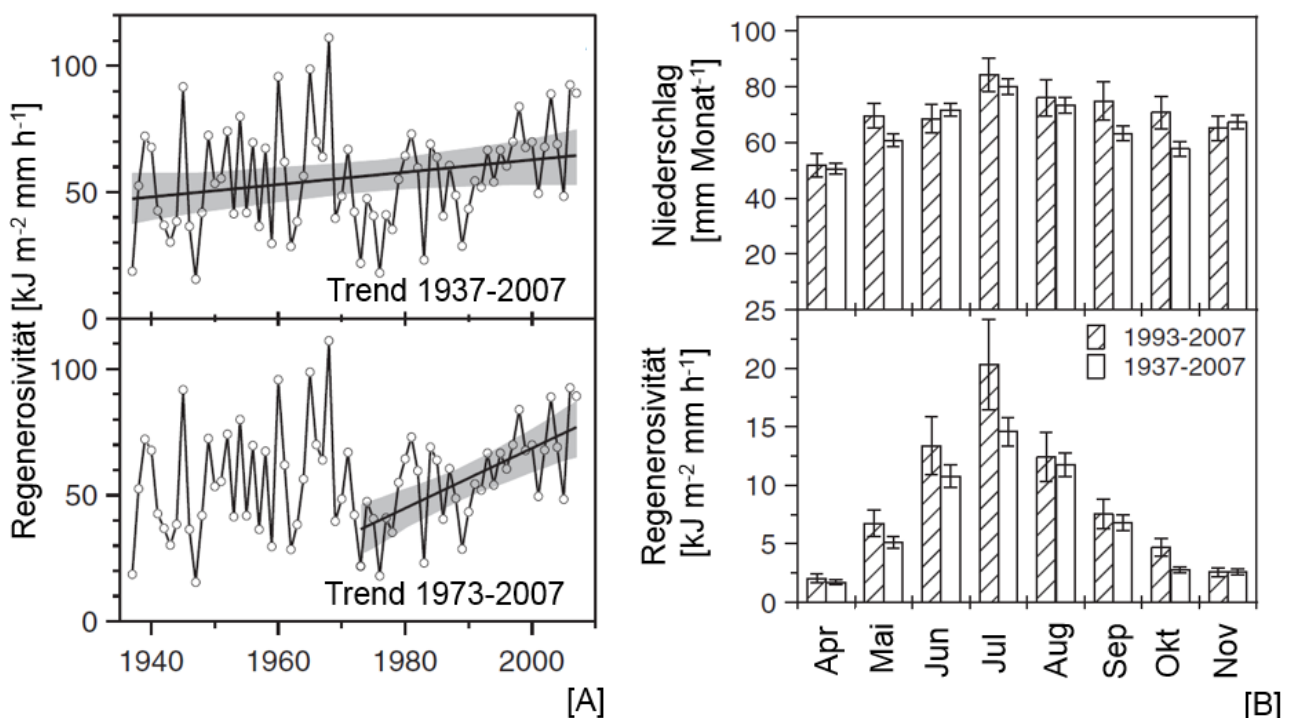 Regenerosivität [kJ m⁻² mm h⁻¹]
100
50
0
Trend 1937-2007
100
50
0
Trend 1973-2007
1940 1960 1980 2000
[A]
Niederschlag
[mm Monat⁻¹]
100
80
60
40
20
25
Regenerosivität
[kJ m⁻² mm h⁻¹]
20
15
10
5
0
1993-2007
1937-2007
Apr Mai Jun Jul Aug Sep Okt Nov
[B]